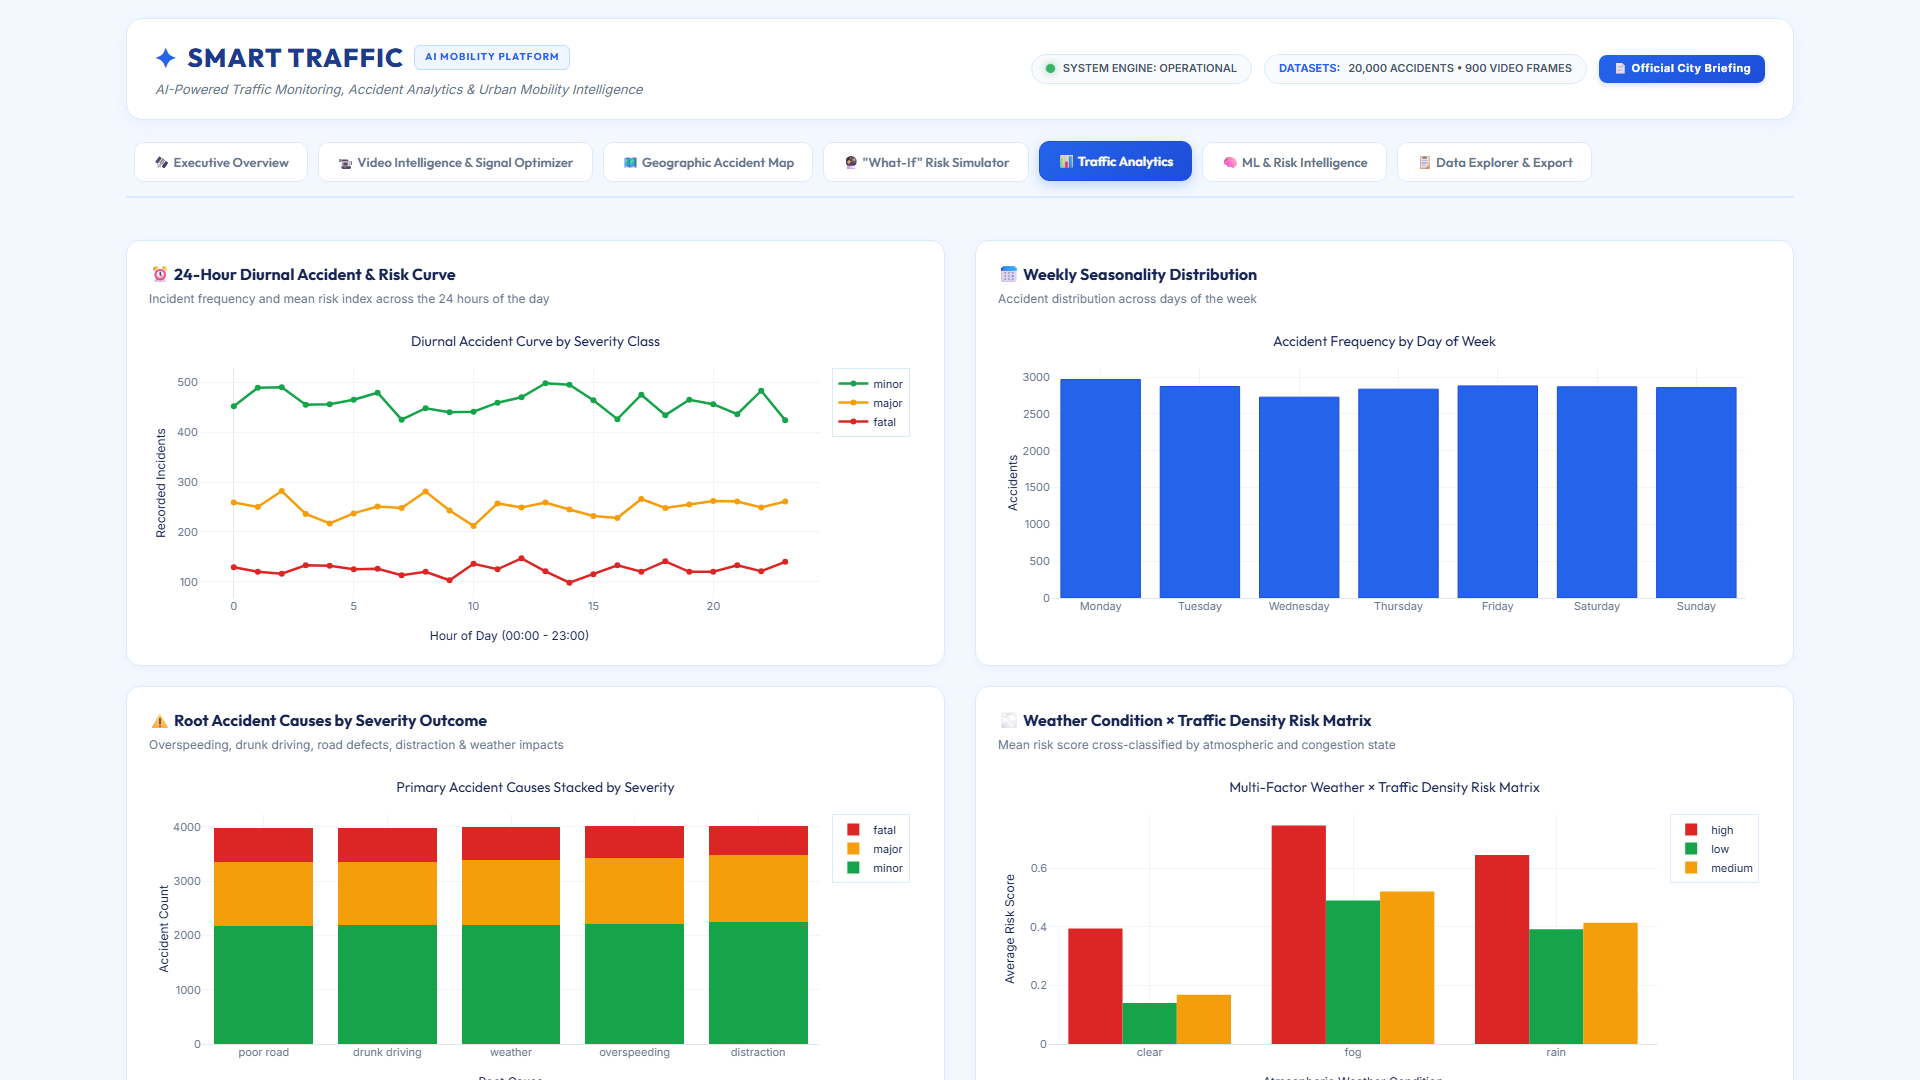 SMART TRAFFIC
AI MOBILITY PLATFORM
AI-Powered Traffic Monitoring, Accident Analytics & Urban Mobility Intelligence
SYSTEM ENGINE: OPERATIONAL
DATASETS: 20,000 ACCIDENTS • 900 VIDEO FRAMES
Official City Briefing
Executive Overview
Video Intelligence & Signal Optimizer
Geographic Accident Map
"What-If" Risk Simulator
Traffic Analytics
ML & Risk Intelligence
Data Explorer & Export
24-Hour Diurnal Accident & Risk Curve
Incident frequency and mean risk index across the 24 hours of the day
Diurnal Accident Curve by Severity Class
500
400
300
200
100
Recorded Incidents
0 5 10 15 20
Hour of Day (00:00 - 23:00)
minor
major
fatal
Weekly Seasonality Distribution
Accident distribution across days of the week
Accident Frequency by Day of Week
3000
2500
2000
1500
1000
500
0
Accidents
Monday Tuesday Wednesday Thursday Friday Saturday Sunday
Root Accident Causes by Severity Outcome
Overspeeding, drunk driving, road defects, distraction & weather impacts
Primary Accident Causes Stacked by Severity
4000
3000
2000
1000
0
Accident Count
poor road drunk driving weather overspeeding distraction
Root Cause
fatal
major
minor
Weather Condition × Traffic Density Risk Matrix
Mean risk score cross-classified by atmospheric and congestion state
Multi-Factor Weather × Traffic Density Risk Matrix
0.6
0.4
0.2
0
Average Risk Score
clear fog rain
Atmospheric Weather Condition
high
low
medium